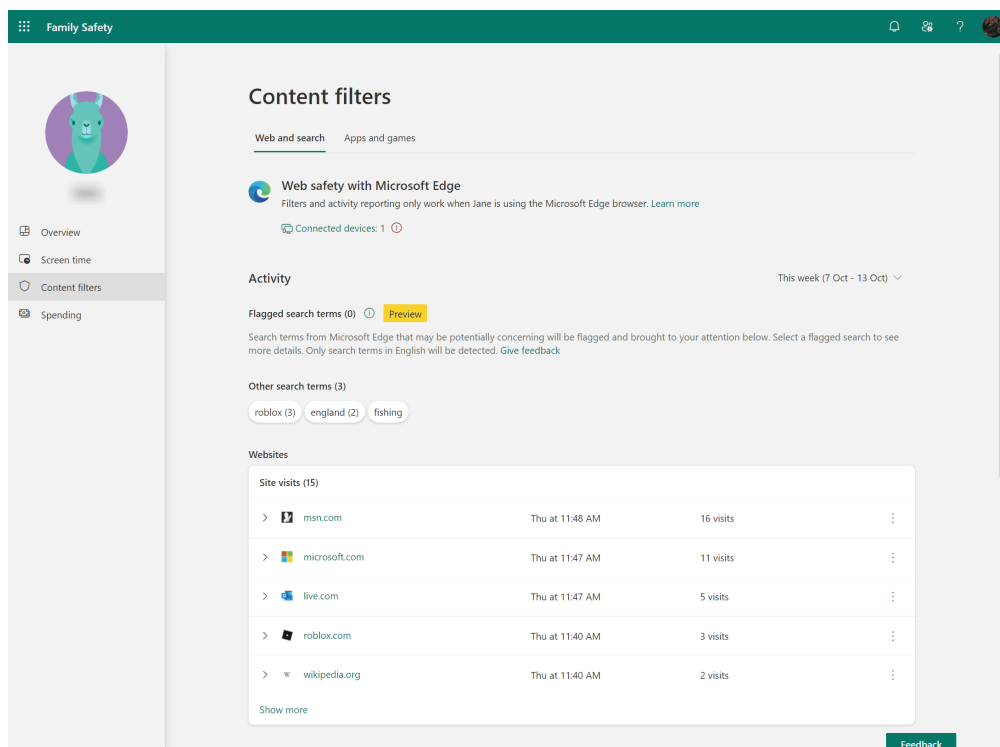 Family Safety
?
Content filters
Web and search Apps and games
Web safety with Microsoft Edge
Filters and activity reporting only work when Jane is using the Microsoft Edge browser. Learn more
Connected devices: 1
Overview
Screen time
Content filters
Spending
Activity
This week (7 Oct - 13 Oct)
Flagged search terms (0) Preview
Search terms from Microsoft Edge that may be potentially concerning will be flagged and brought to your attention below. Select a flagged search to see
more details. Only search terms in English will be detected. Give feedback
Other search terms (3)
roblox (3) england (2) fishing
Websites
Site visits (15)
msn.com Thu at 11:48 AM 16 visits
microsoft.com Thu at 11:47 AM 11 visits
live.com Thu at 11:47 AM 5 visits
roblox.com Thu at 11:40 AM 3 visits
W wikipedia.org Thu at 11:40 AM 2 visits
Show more
Feedback